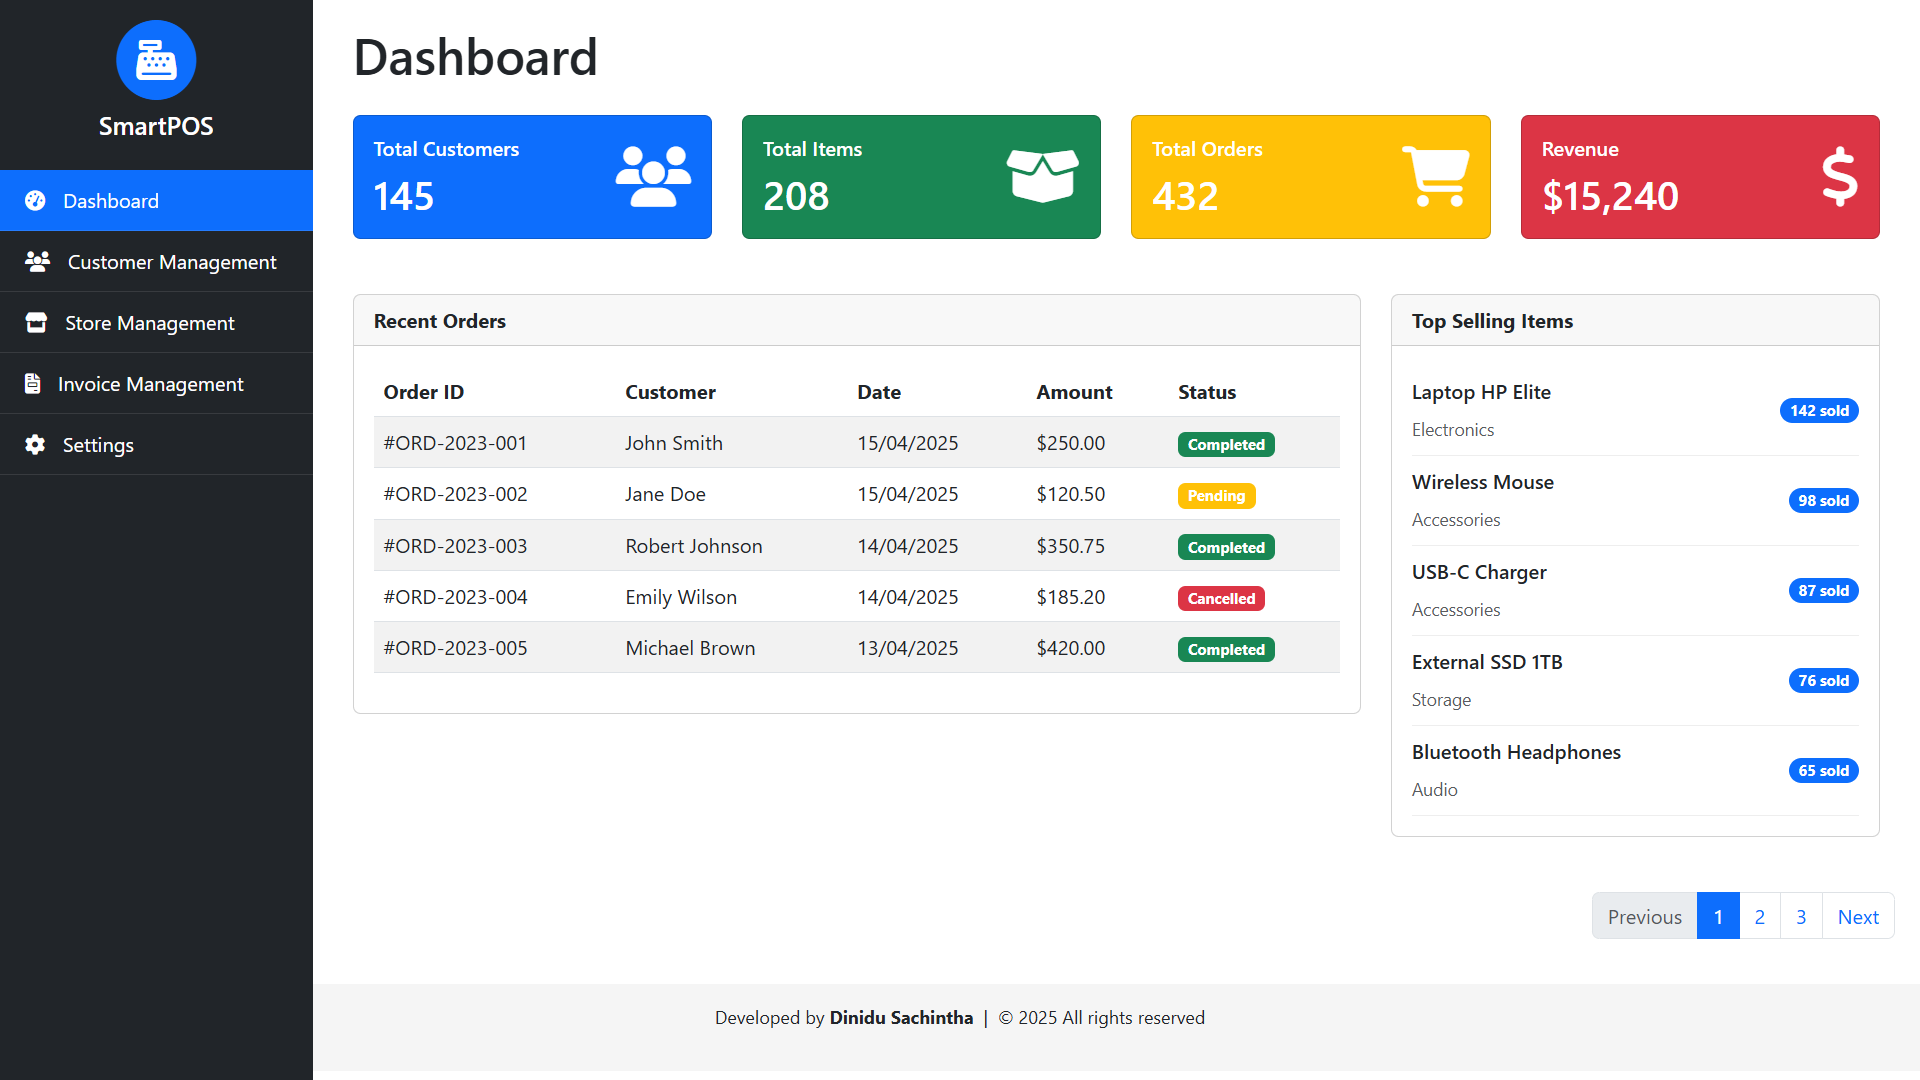 SmartPOS
Dashboard
Customer Management
Store Management
Invoice Management
Settings
Dashboard
Total Customers
145
Total Items
208
Total Orders
432
Revenue
$15,240
Recent Orders
Order ID Customer Date Amount Status
#ORD-2023-001 John Smith 15/04/2025 $250.00 Completed
#ORD-2023-002 Jane Doe 15/04/2025 $120.50 Pending
#ORD-2023-003 Robert Johnson 14/04/2025 $350.75 Completed
#ORD-2023-004 Emily Wilson 14/04/2025 $185.20 Cancelled
#ORD-2023-005 Michael Brown 13/04/2025 $420.00 Completed
Top Selling Items
Laptop HP Elite
Electronics
142 sold
Wireless Mouse
Accessories
98 sold
USB-C Charger
Accessories
87 sold
External SSD 1TB
Storage
76 sold
Bluetooth Headphones
Audio
65 sold
Previous 1 2 3 Next
Developed by Dinidu Sachintha | © 2025 All rights reserved